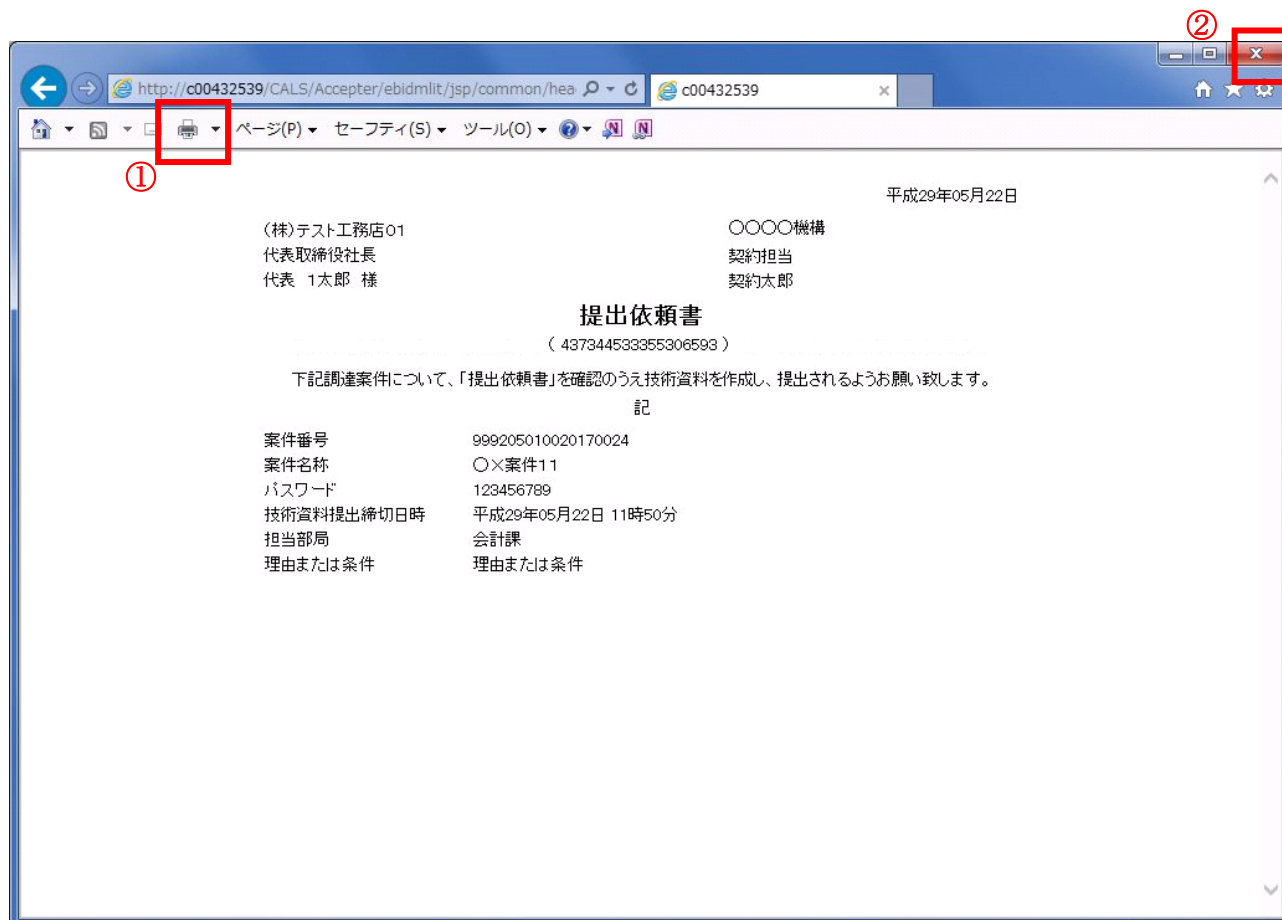 ②
http://c00432539/CALS/Accepter/ebidmlit/jsp/common/hea
c00432539
ページ(P) セーフティ(S) ツール(O)
①
平成29年05月22日
(株)テスト工務店01 〇〇〇〇機構
代表取締役社長 契約担当
代表 1太郎 様 契約太郎
提出依頼書
( 437344533355306593 )
下記調達案件について、「提出依頼書」を確認のうえ技術資料を作成し、提出されるようお願い致します。
記
案件番号 999205010020170024
案件名称 〇×案件11
パスワード 123456789
技術資料提出締切日時 平成29年05月22日 11時50分
担当部局 会計課
理由または条件 理由または条件